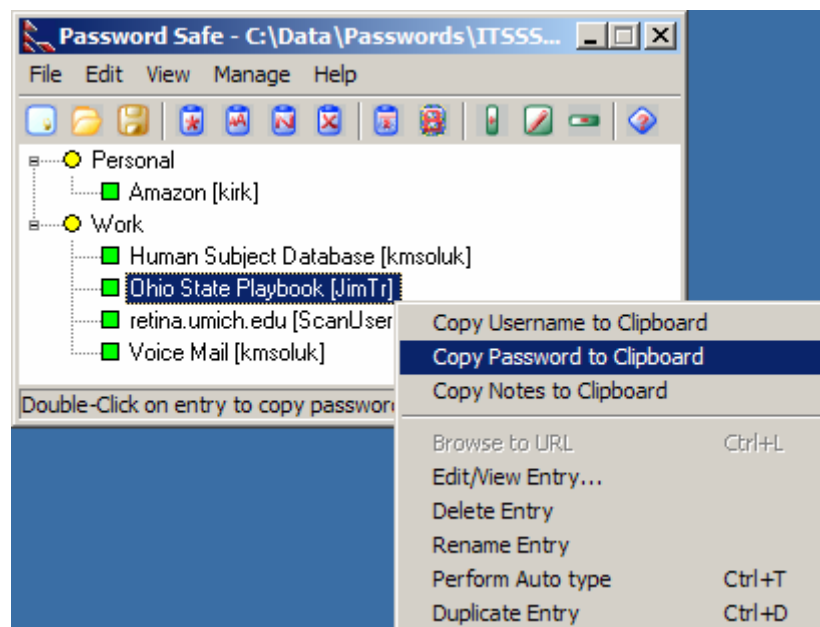 Password Safe - C:\Data\Passwords\ITSSS...
File Edit View Manage Help
Personal
Amazon [kirk]
Work
Human Subject Database [kmsoluk]
Ohio State Playbook [JimTr]
retina.umich.edu [ScanUser
Voice Mail [kmsoluk]
Double-Click on entry to copy password
Copy Username to Clipboard
Copy Password to Clipboard
Copy Notes to Clipboard
Browse to URL Ctrl+L
Edit/View Entry...
Delete Entry
Rename Entry
Perform Auto type Ctrl+T
Duplicate Entry Ctrl+D